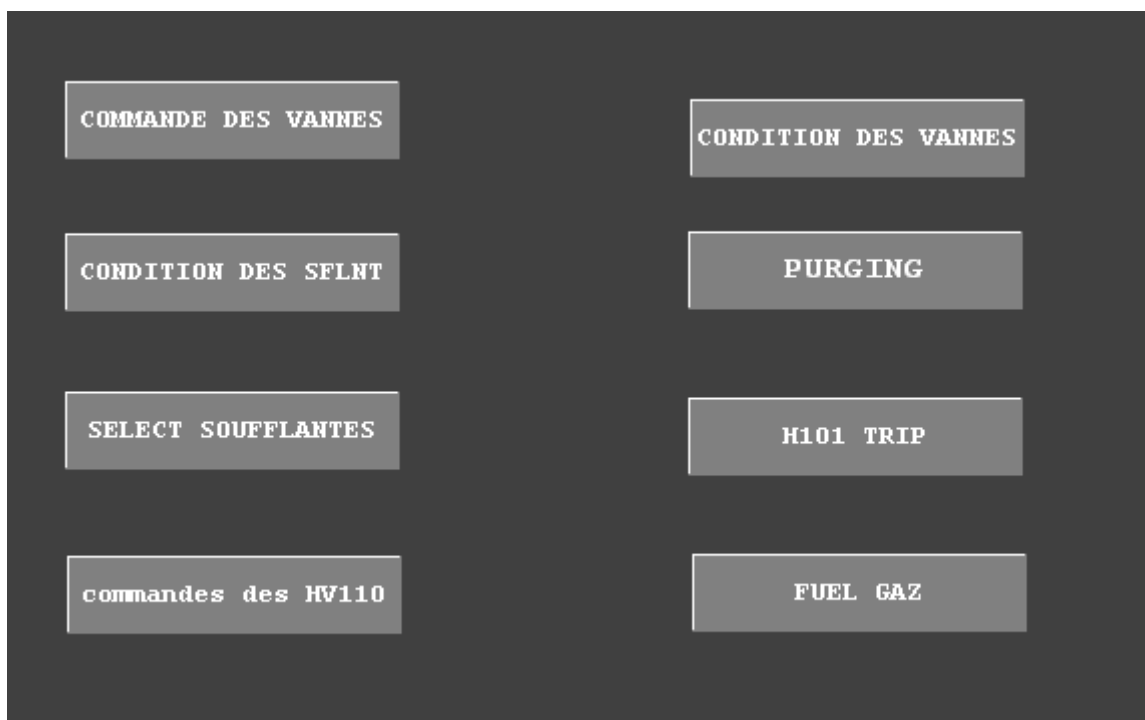 COMMANDE DES VANNES
CONDITION DES VANNES
CONDITION DES SFLNT
PURGING
SELECT SOUFFLANTES
H101 TRIP
commandes des HV110
FUEL GAZ